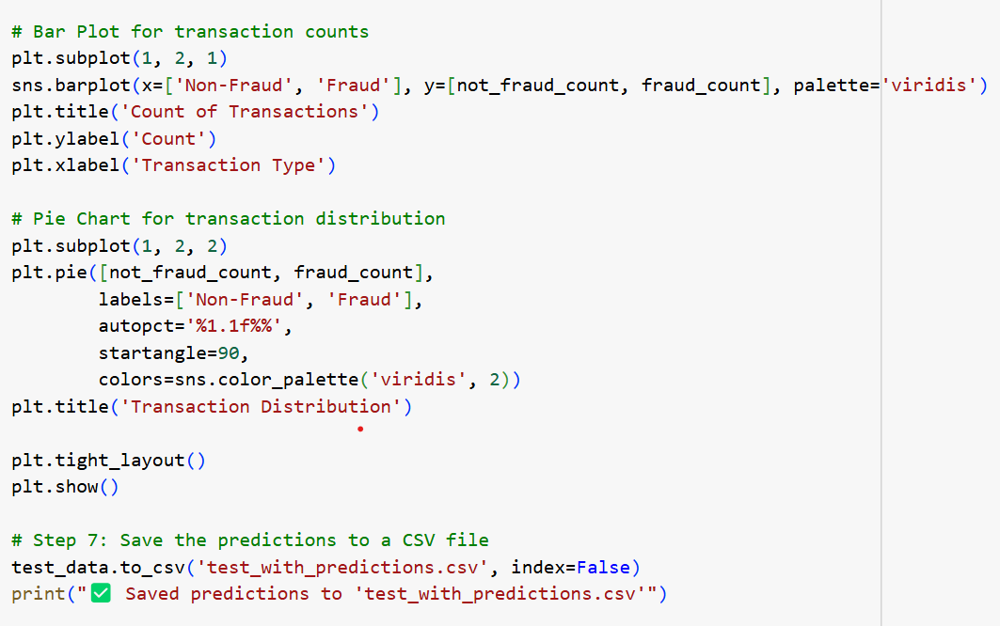 # Bar Plot for transaction counts
plt.subplot(1, 2, 1)
sns.barplot(x=['Non-Fraud', 'Fraud'], y=[not_fraud_count, fraud_count], palette='viridis')
plt.title('Count of Transactions')
plt.ylabel('Count')
plt.xlabel('Transaction Type')

# Pie Chart for transaction distribution
plt.subplot(1, 2, 2)
plt.pie([not_fraud_count, fraud_count],
        labels=['Non-Fraud', 'Fraud'],
        autopct='%1.1f%%',
        startangle=90,
        colors=sns.color_palette('viridis', 2))
plt.title('Transaction Distribution')

plt.tight_layout()
plt.show()

# Step 7: Save the predictions to a CSV file
test_data.to_csv('test_with_predictions.csv', index=False)
print("✅ Saved predictions to 'test_with_predictions.csv'")